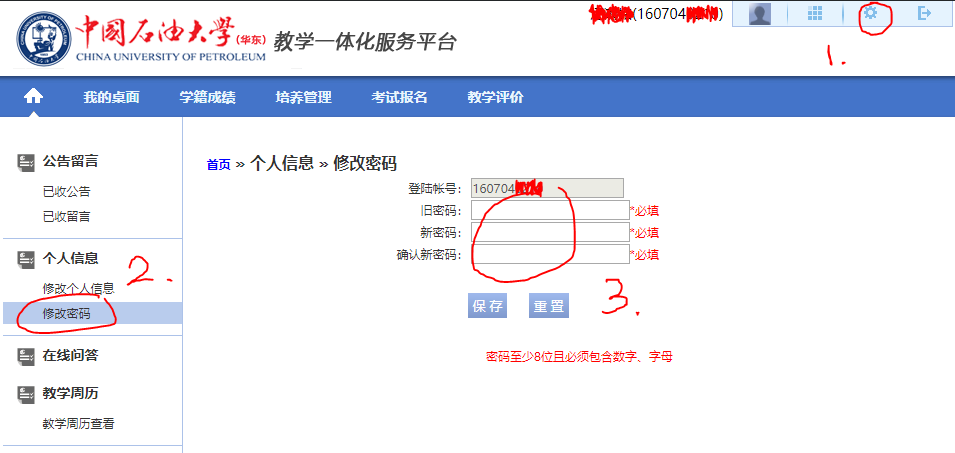 中國石油大學(华东)
CHINA UNIVERSITY OF PETROLEUM
教学一体化服务平台
(160704 )
1.
我的桌面 学籍成绩 培养管理 考试报名 教学评价
公告留言
已收公告
已收留言
个人信息
2.
修改个人信息
修改密码
在线问答
教学周历
教学周历查看
首页 » 个人信息 » 修改密码
登陆帐号: 160704
旧密码: *必填
新密码: *必填
确认新密码: *必填
保存 重置
3.
密码至少8位且必须包含数字、字母